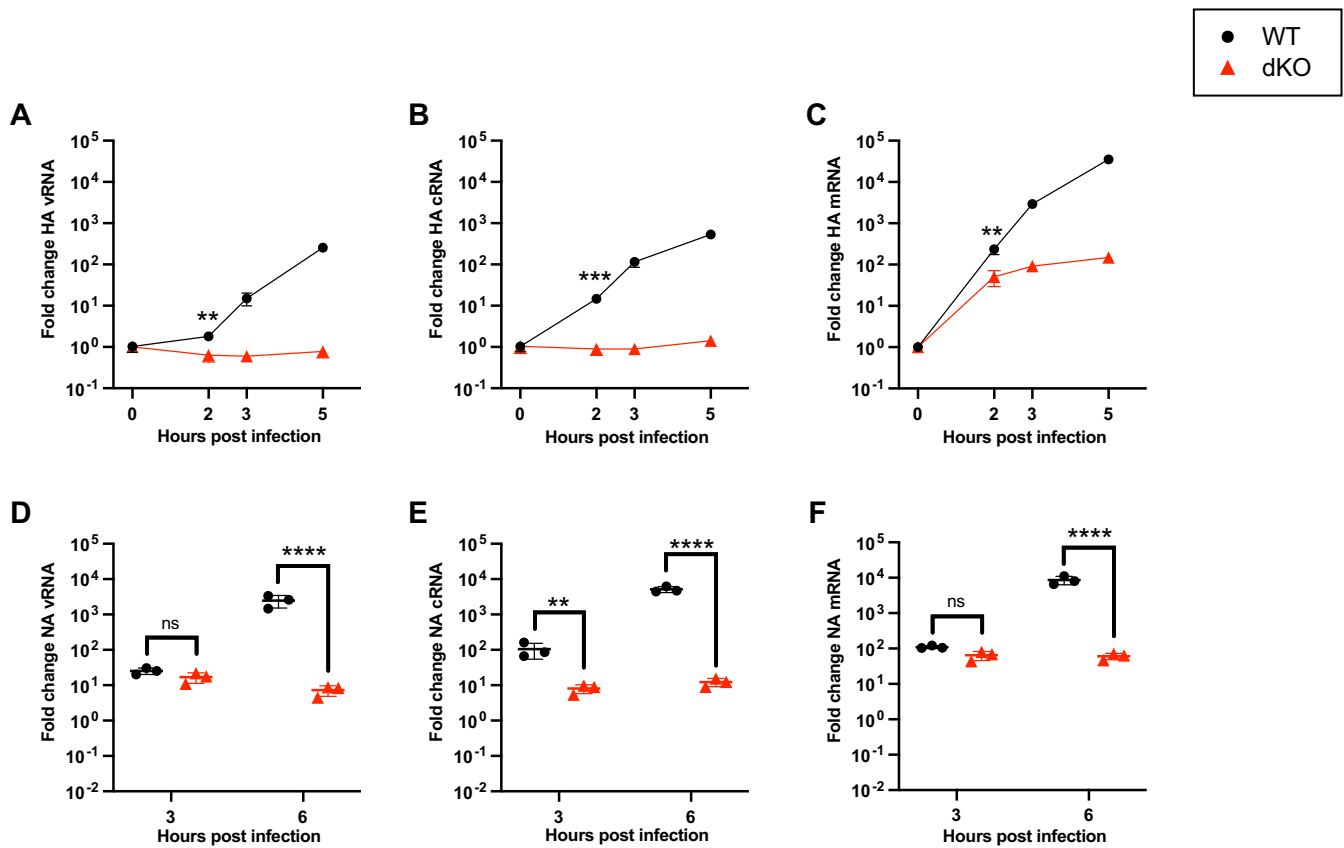 WT
dKO
A
Fold change HA vRNA
10^5
10^4
10^3
10^2
10^1
10^0
10^-1
**
0 2 3 5
Hours post infection
B
Fold change HA cRNA
10^5
10^4
10^3
10^2
10^1
10^0
10^-1
***
0 2 3 5
Hours post infection
C
Fold change HA mRNA
10^5
10^4
10^3
10^2
10^1
10^0
10^-1
**
0 2 3 5
Hours post infection
D
Fold change NA vRNA
10^5
10^4
10^3
10^2
10^1
10^0
10^-1
10^-2
ns
****
3 6
Hours post infection
E
Fold change NA cRNA
10^5
10^4
10^3
10^2
10^1
10^0
10^-1
10^-2
**
****
3 6
Hours post infection
F
Fold change NA mRNA
10^5
10^4
10^3
10^2
10^1
10^0
10^-1
10^-2
ns
****
3 6
Hours post infection